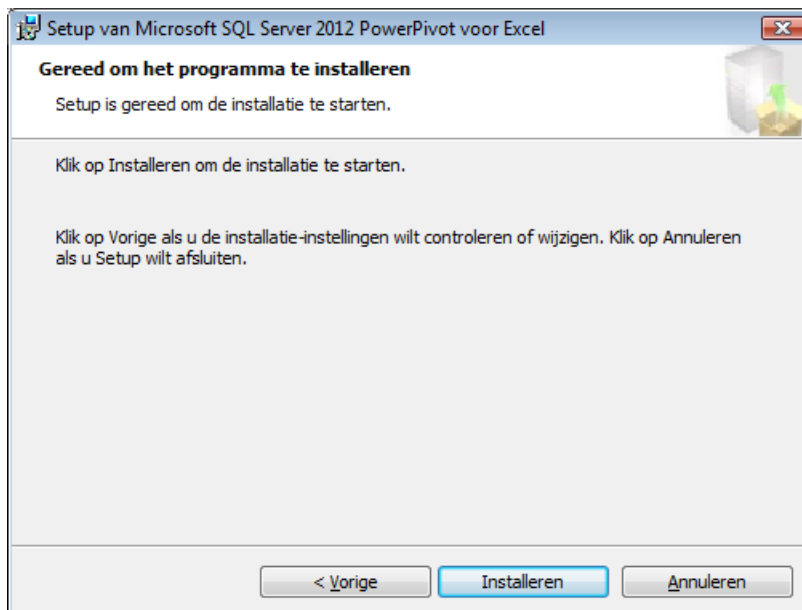 Setup van Microsoft SQL Server 2012 PowerPivot voor Excel
Gereed om het programma te installeren
Setup is gereed om de installatie te starten.
Klik op Installeren om de installatie te starten.
Klik op Vorige als u de installatie-instellingen wilt controleren of wijzigen. Klik op Annuleren
als u Setup wilt afsluiten.
< Vorige
Installeren
Annuleren